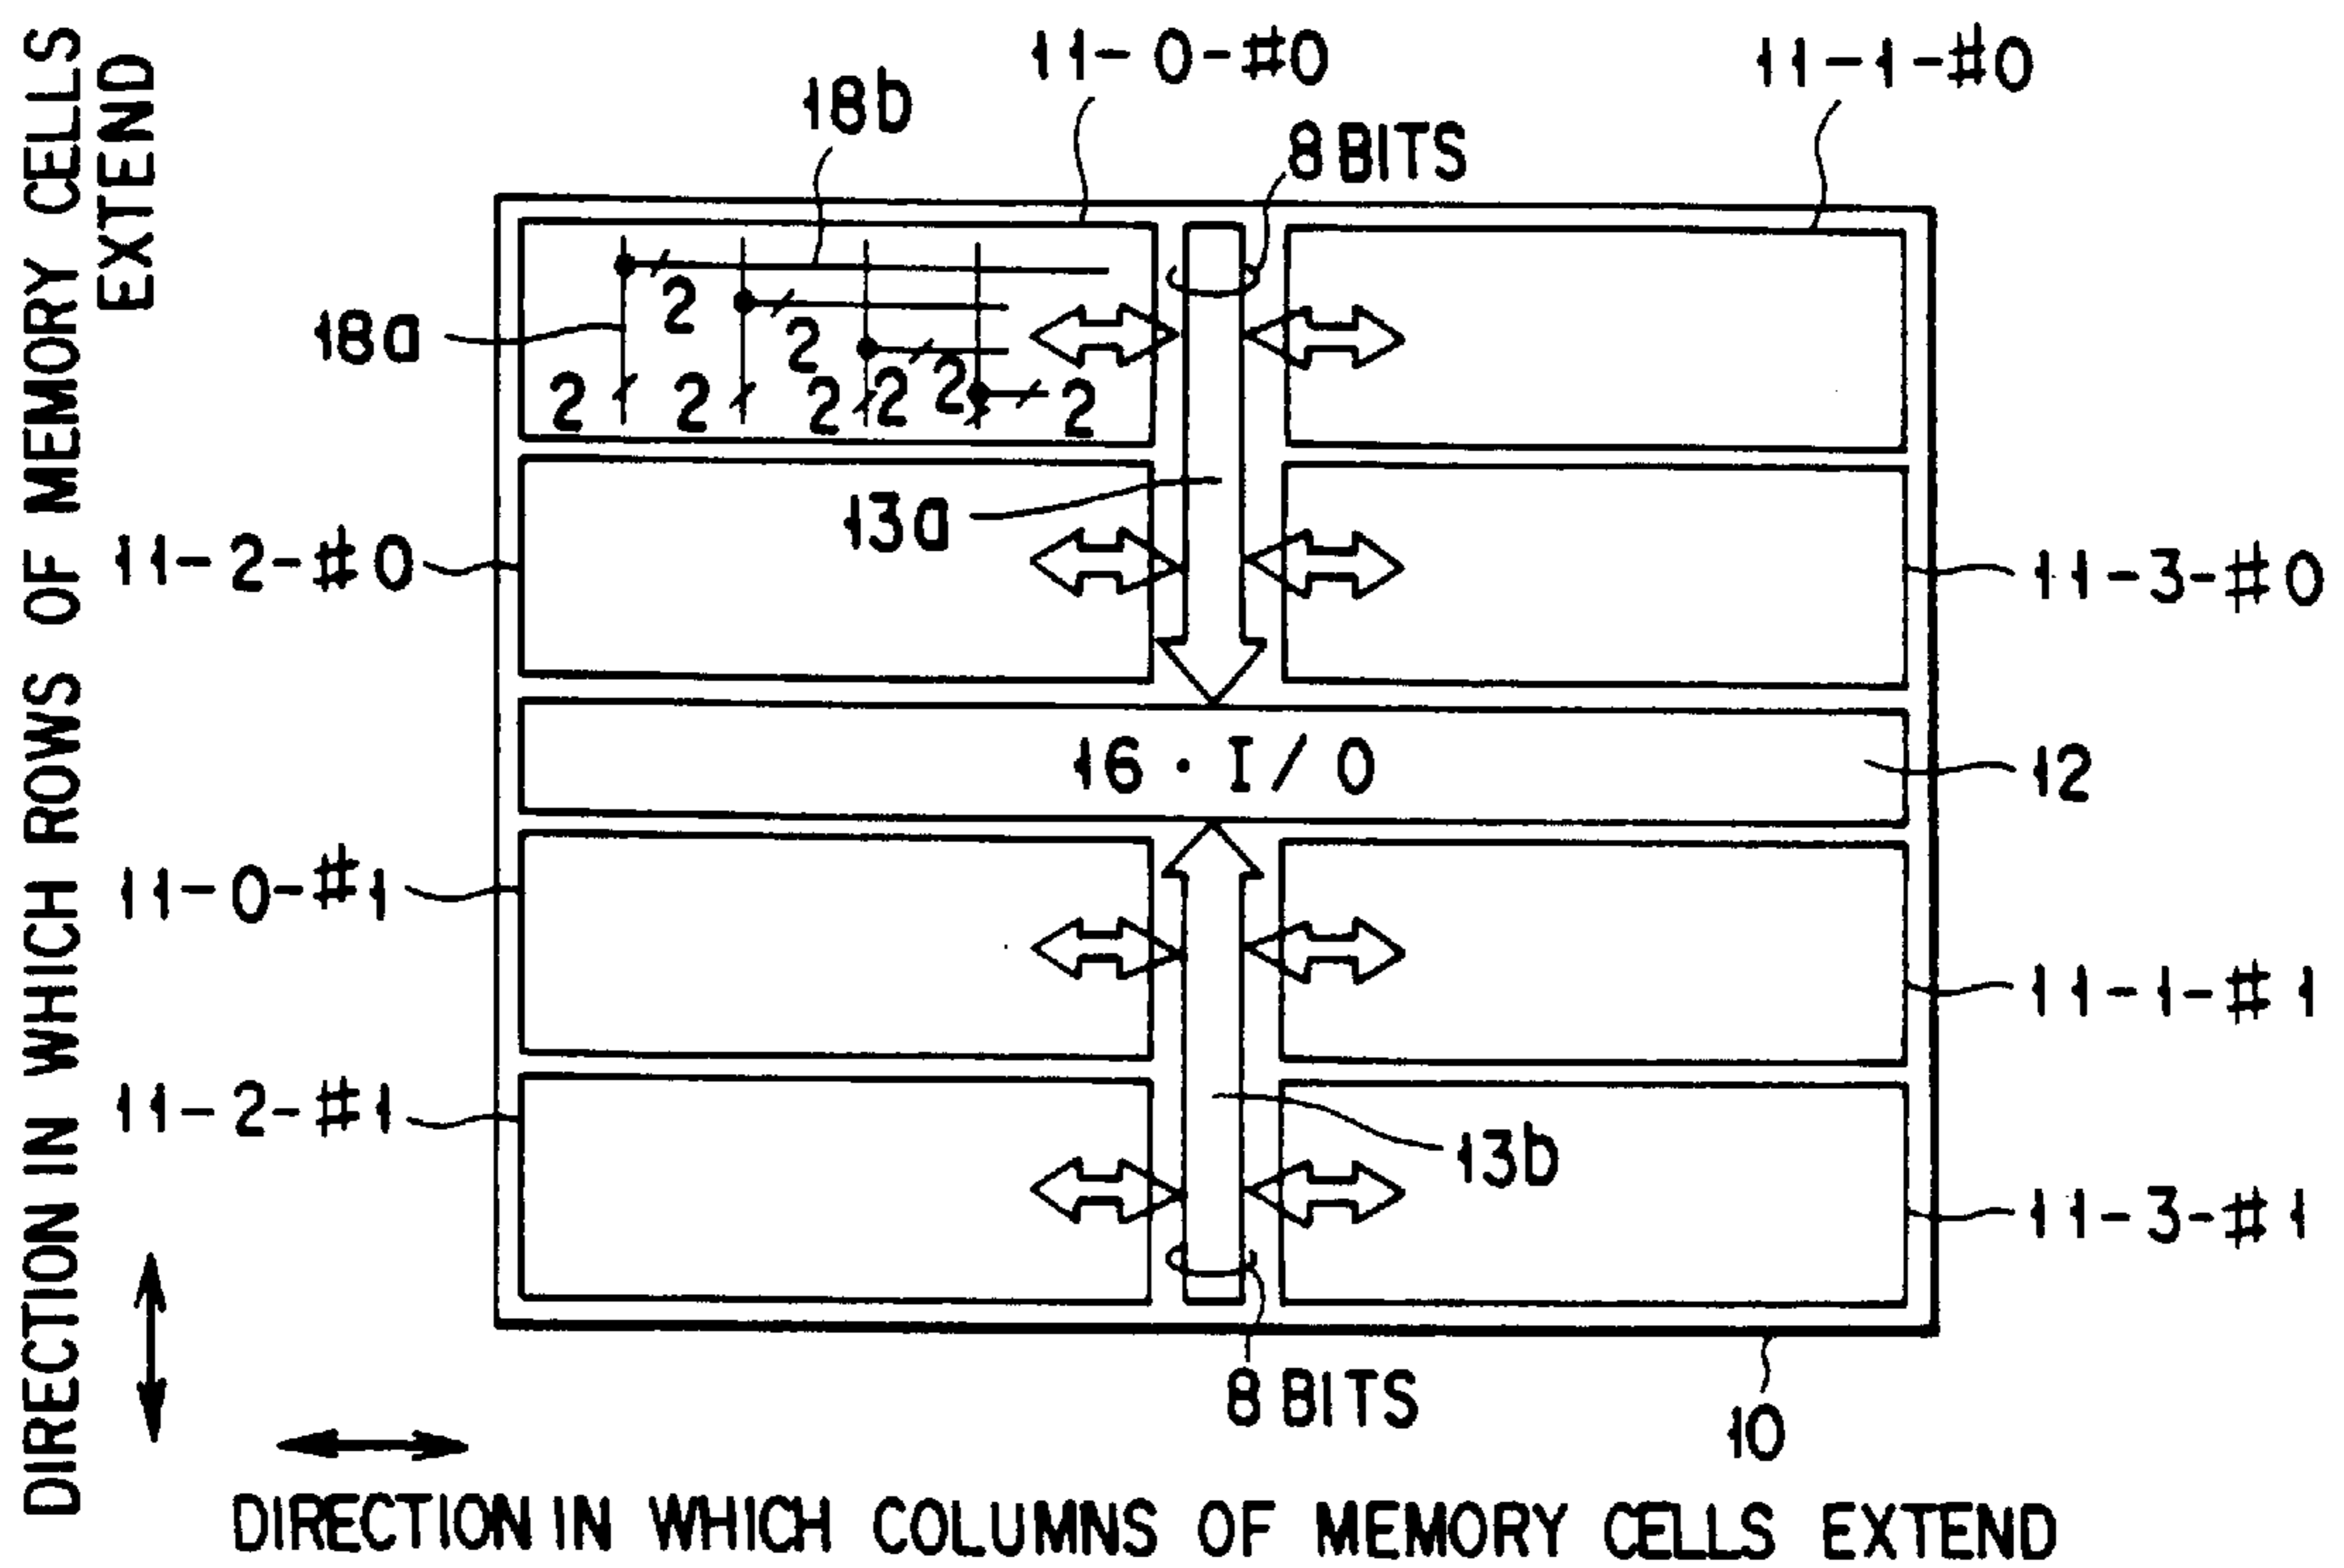 DIRECTION IN WHICH ROWS OF MEMORY CELLS
EXTEND
11-0-#0
11-1-#0
18b
8 BITS
18a
2
2
2
2
2
2
2
2
13a
11-2-#0
11-3-#0
16 · I/O
12
11-0-#1
11-1-#1
11-2-#1
13b
11-3-#1
8 BITS
10
DIRECTION IN WHICH COLUMNS OF MEMORY CELLS EXTEND